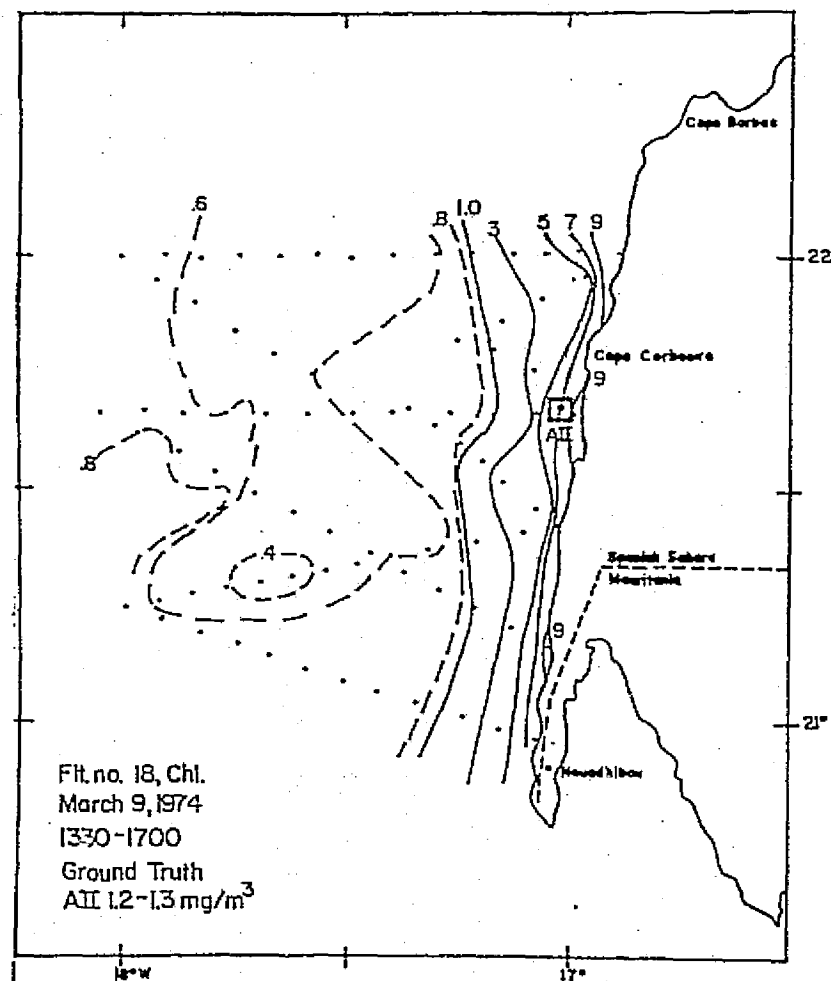 Cape Borbes
.6
.8
1.0
3
5
7
9
22
Cape Corbeero
9
AII
.8
.4
Spanish Sahara
Mauritania
9
21°
Nouadhibou
Flt. no. 18, Chl.
March 9, 1974
1330-1700
Ground Truth
AII 1.2-1.3 mg/m³
18°W
17°